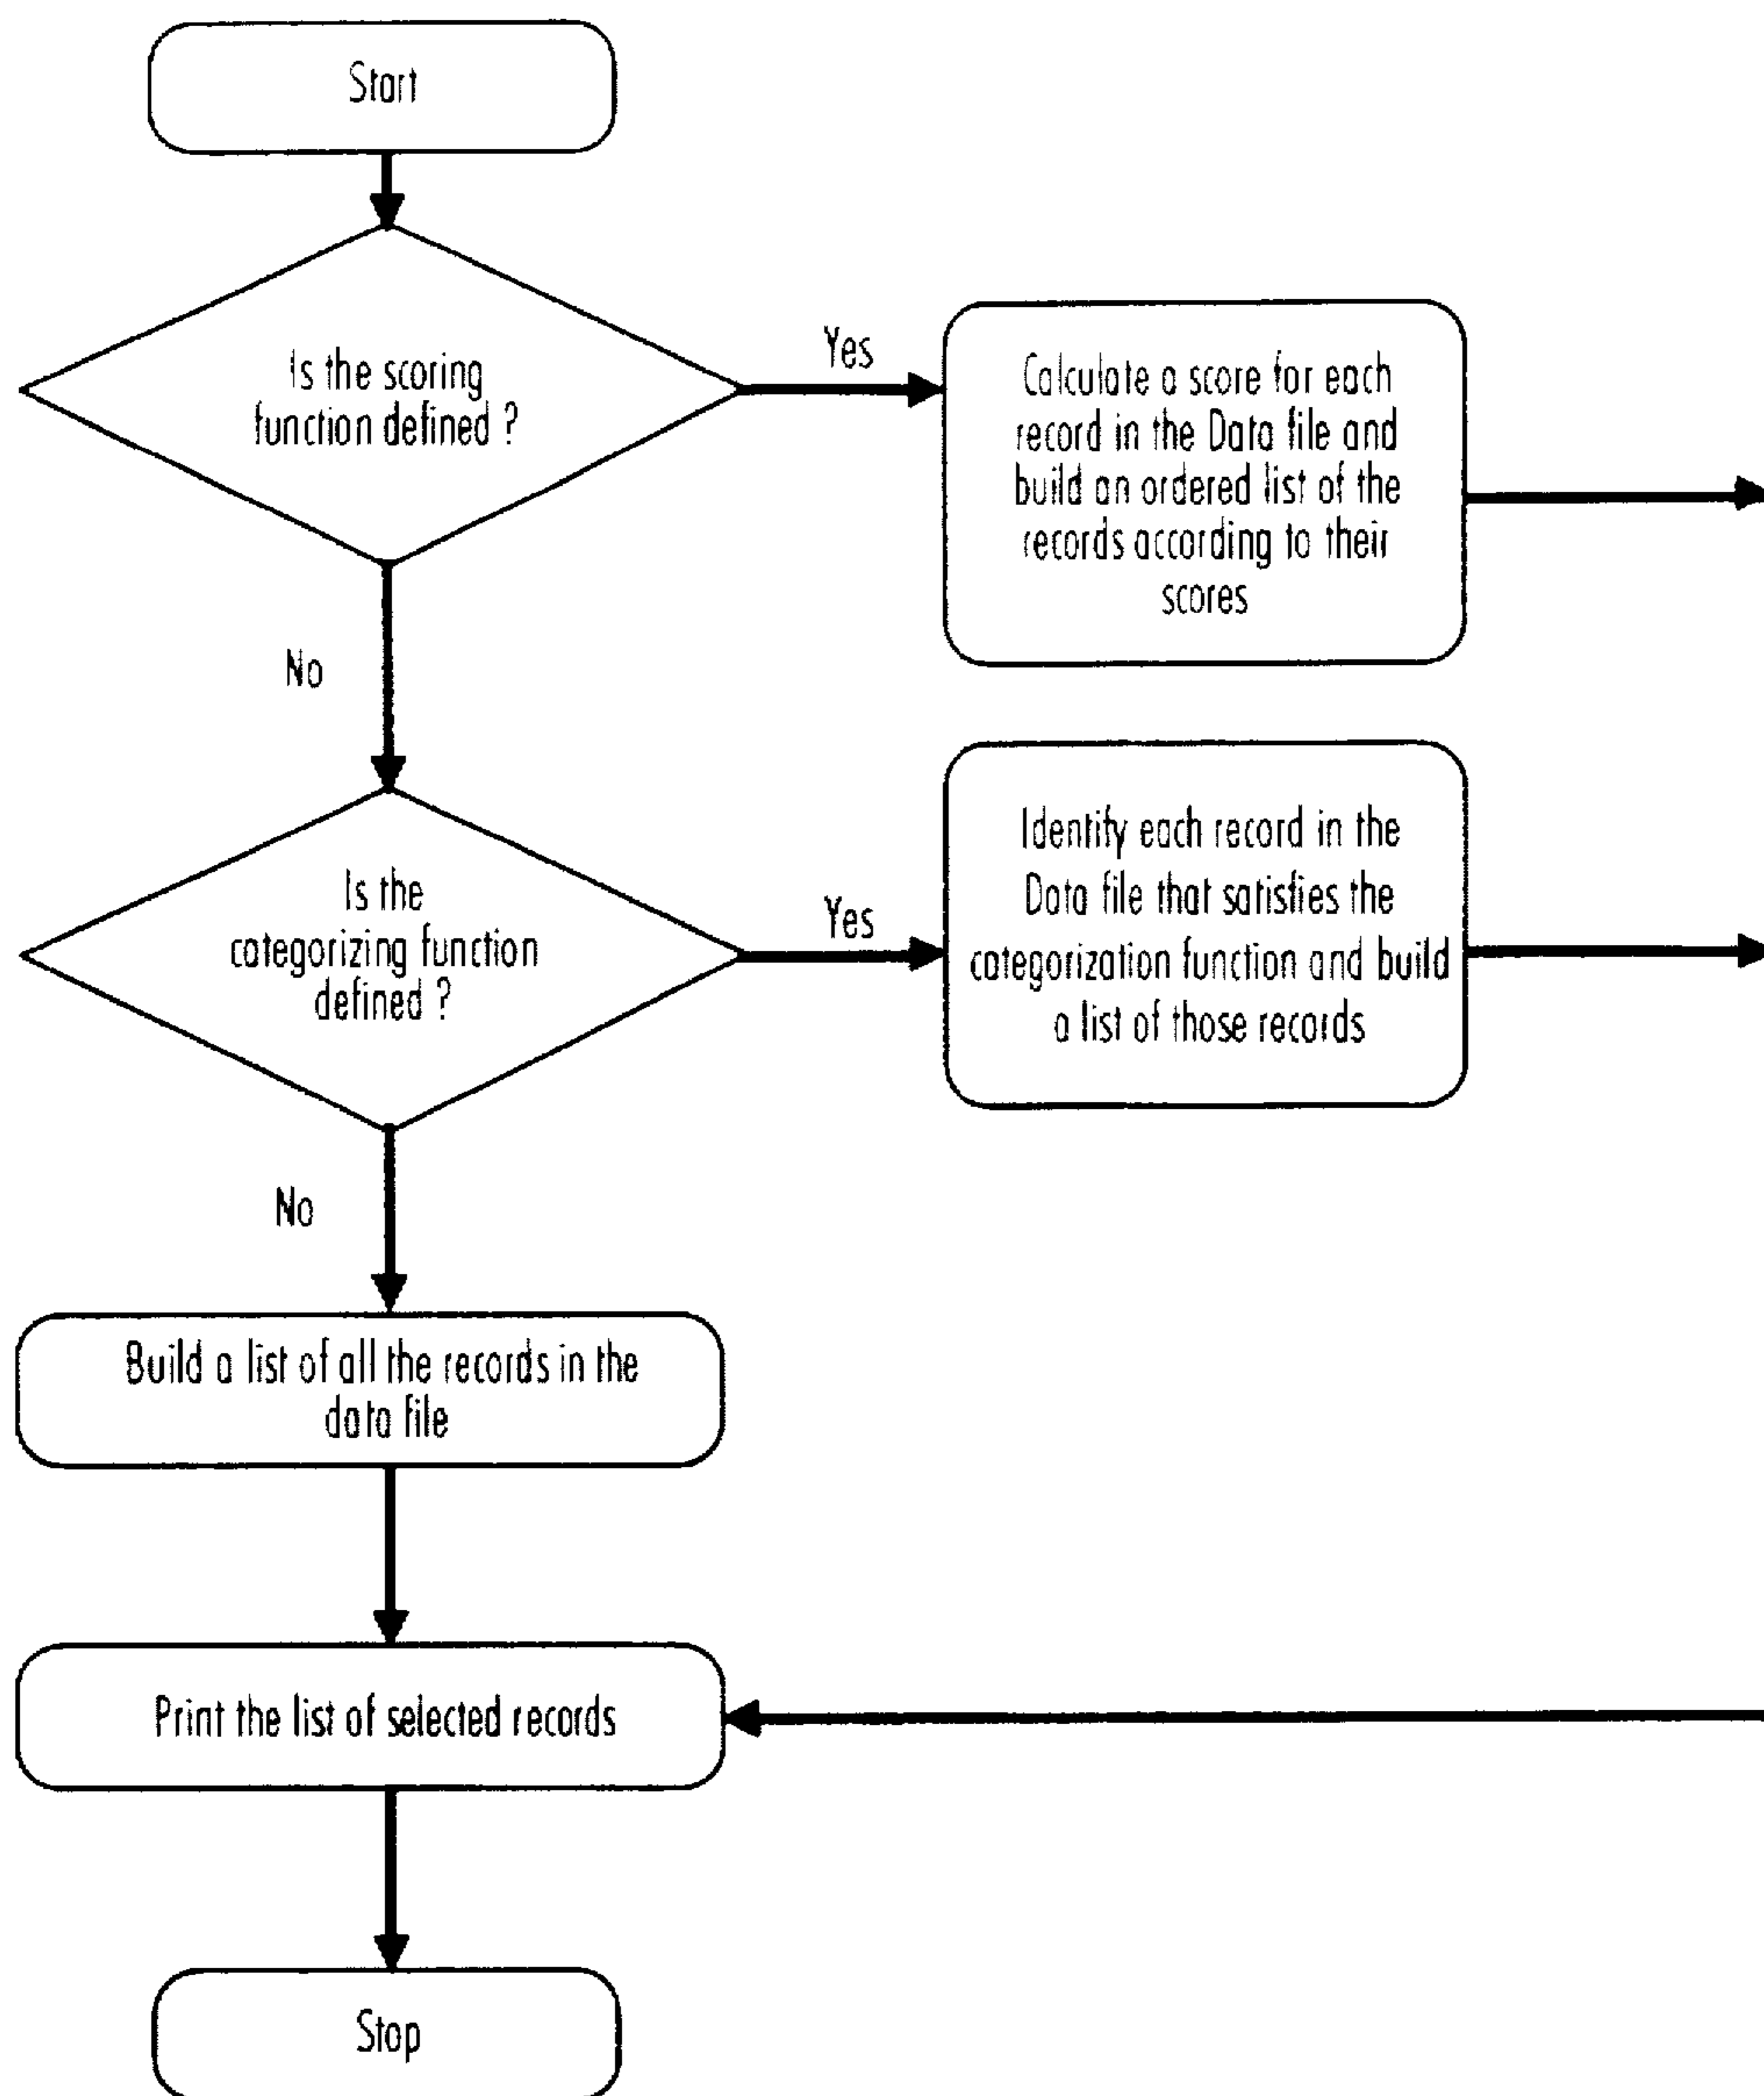 Start
Is the scoring
function defined ?
Yes
Calculate a score for each
record in the Data file and
build an ordered list of the
records according to their
scores
No
Is the
categorizing function
defined ?
Yes
Identify each record in the
Data file that satisfies the
categorization function and build
a list of those records
No
Build a list of all the records in the
data file
Print the list of selected records
Stop